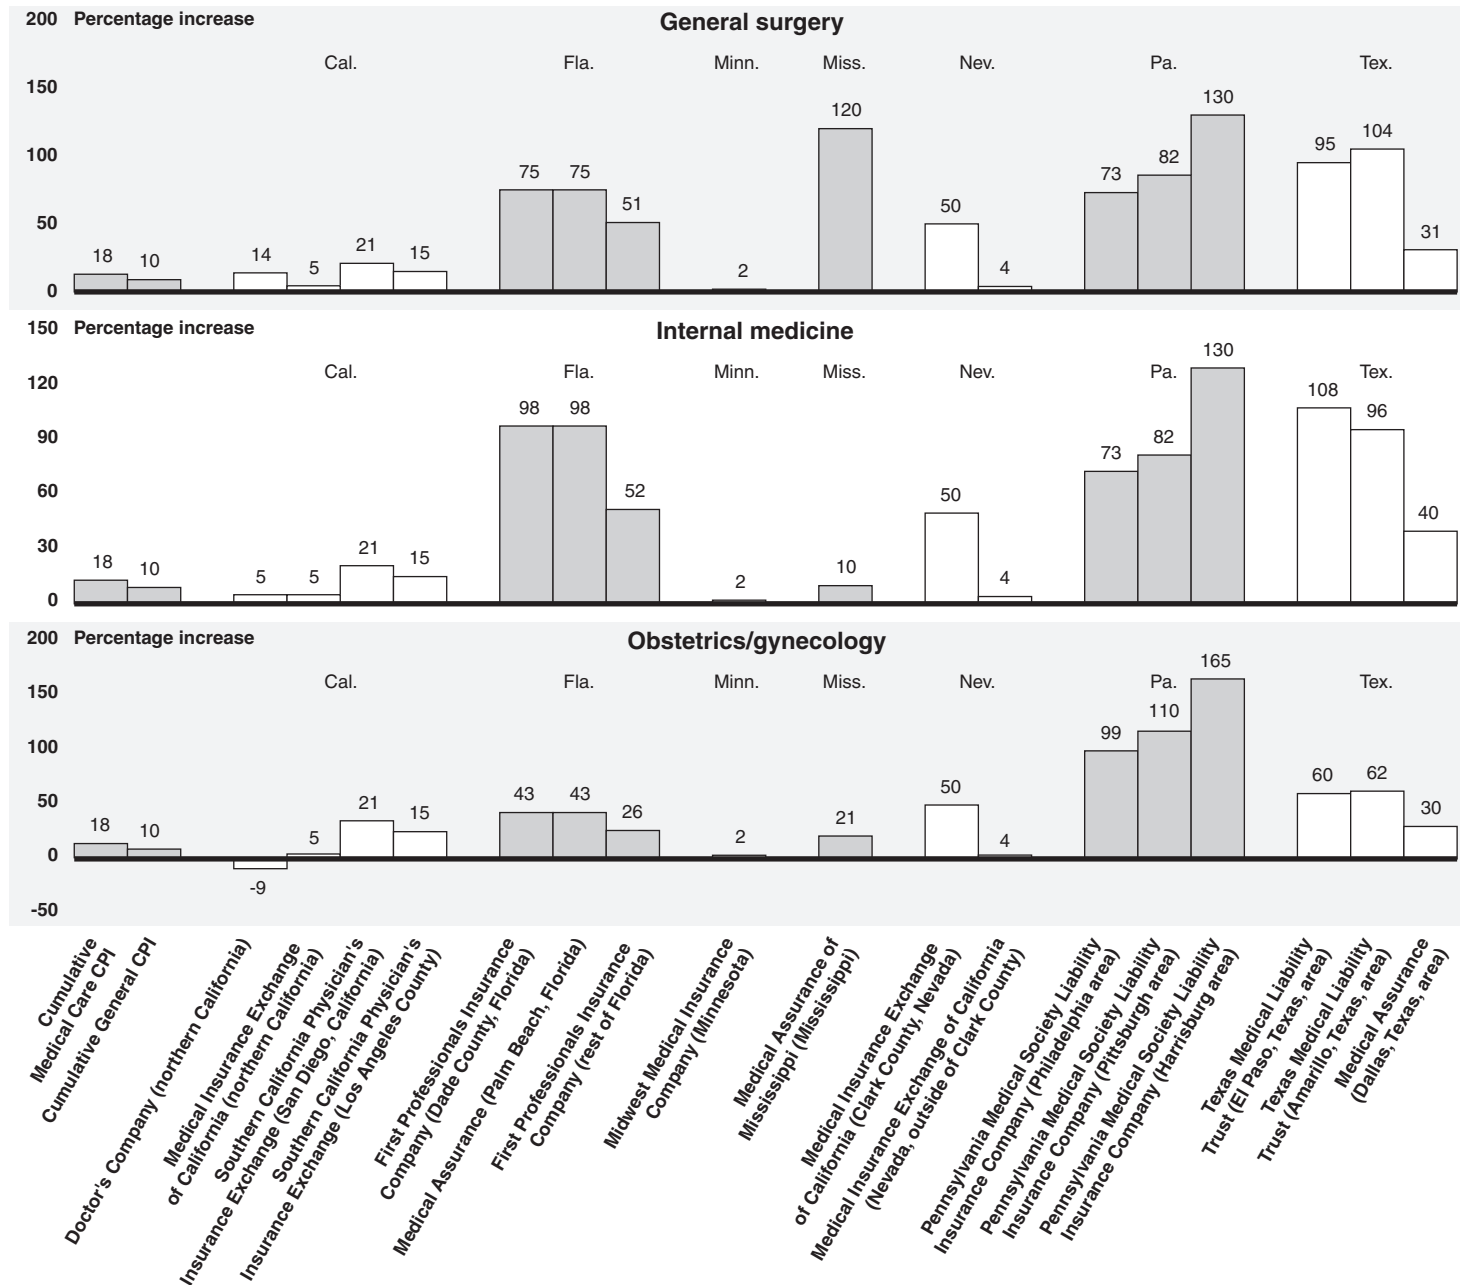 200 Percentage increase
General surgery
Cal. Fla. Minn. Miss. Nev. Pa. Tex.
150
100
50
0
18 10 14 5 21 15 75 75 51 2 120 50 4 73 82 130 95 104 31
150 Percentage increase
Internal medicine
Cal. Fla. Minn. Miss. Nev. Pa. Tex.
120
90
60
30
0
18 10 5 5 21 15 98 98 52 2 10 50 4 73 82 130 108 96 40
200 Percentage increase
Obstetrics/gynecology
Cal. Fla. Minn. Miss. Nev. Pa. Tex.
150
100
50
0
-50
18 10 -9 5 21 15 43 43 26 2 21 50 4 99 110 165 60 62 30
Cumulative
Medical Care CPI
Cumulative General CPI
Doctor's Company (northern California)
Medical Insurance Exchange
of California (northern California)
Southern California Physician's
Insurance Exchange (San Diego, California)
Southern California Physician's
Insurance Exchange (Los Angeles County)
First Professionals Insurance
Company (Dade County, Florida)
Medical Assurance (Palm Beach, Florida)
First Professionals Insurance
Company (rest of Florida)
Midwest Medical Insurance
Company (Minnesota)
Medical Assurance of
Mississippi (Mississippi)
Medical Insurance Exchange
of California (Clark County, Nevada)
Medical Insurance Exchange of California
(Nevada, outside of Clark County)
Pennsylvania Medical Society Liability
Insurance Company (Philadelphia area)
Pennsylvania Medical Society Liability
Insurance Company (Pittsburgh area)
Pennsylvania Medical Society Liability
Insurance Company (Harrisburg area)
Texas Medical Liability
Trust (El Paso, Texas, area)
Texas Medical Liability
Trust (Amarillo, Texas, area)
Medical Assurance
(Dallas, Texas, area)